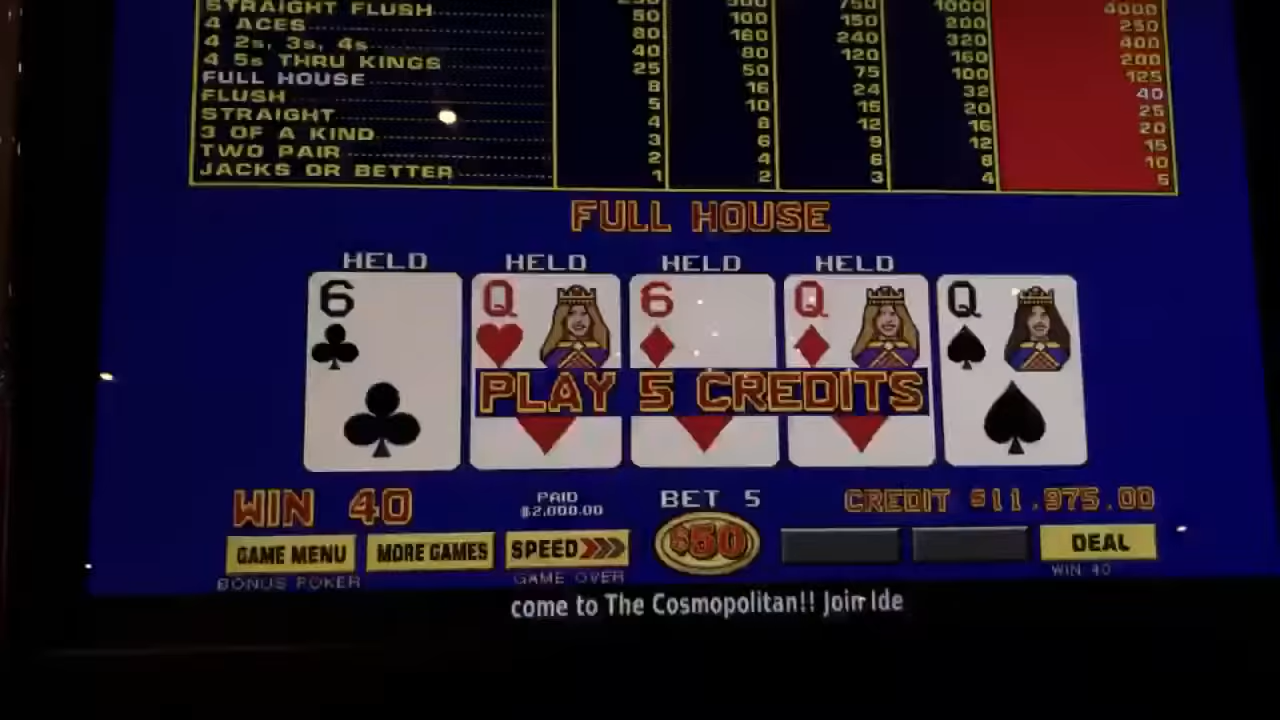 STRAIGHT FLUSH 250 500 750 1000 4000
4 ACES 80 160 240 320 400
4 2s, 3s, 4s 40 80 120 160 200
4 5s THRU KINGS 25 50 75 100 125
FULL HOUSE 8 16 24 32 40
FLUSH 5 10 15 20 25
STRAIGHT 4 8 12 16 20
3 OF A KIND 3 6 9 12 15
TWO PAIR 2 4 6 8 10
JACKS OR BETTER 1 2 3 4 5
FULL HOUSE
HELD HELD HELD HELD
6 Q 6 Q Q
PLAY 5 CREDITS
WIN 40 PAID $2,000.00 BET 5 CREDIT $11,975.00
GAME MENU MORE GAMES SPEED $50 DEAL
BONUS POKER GAME OVER WIN 40
come to The Cosmopolitan!! Join Ide